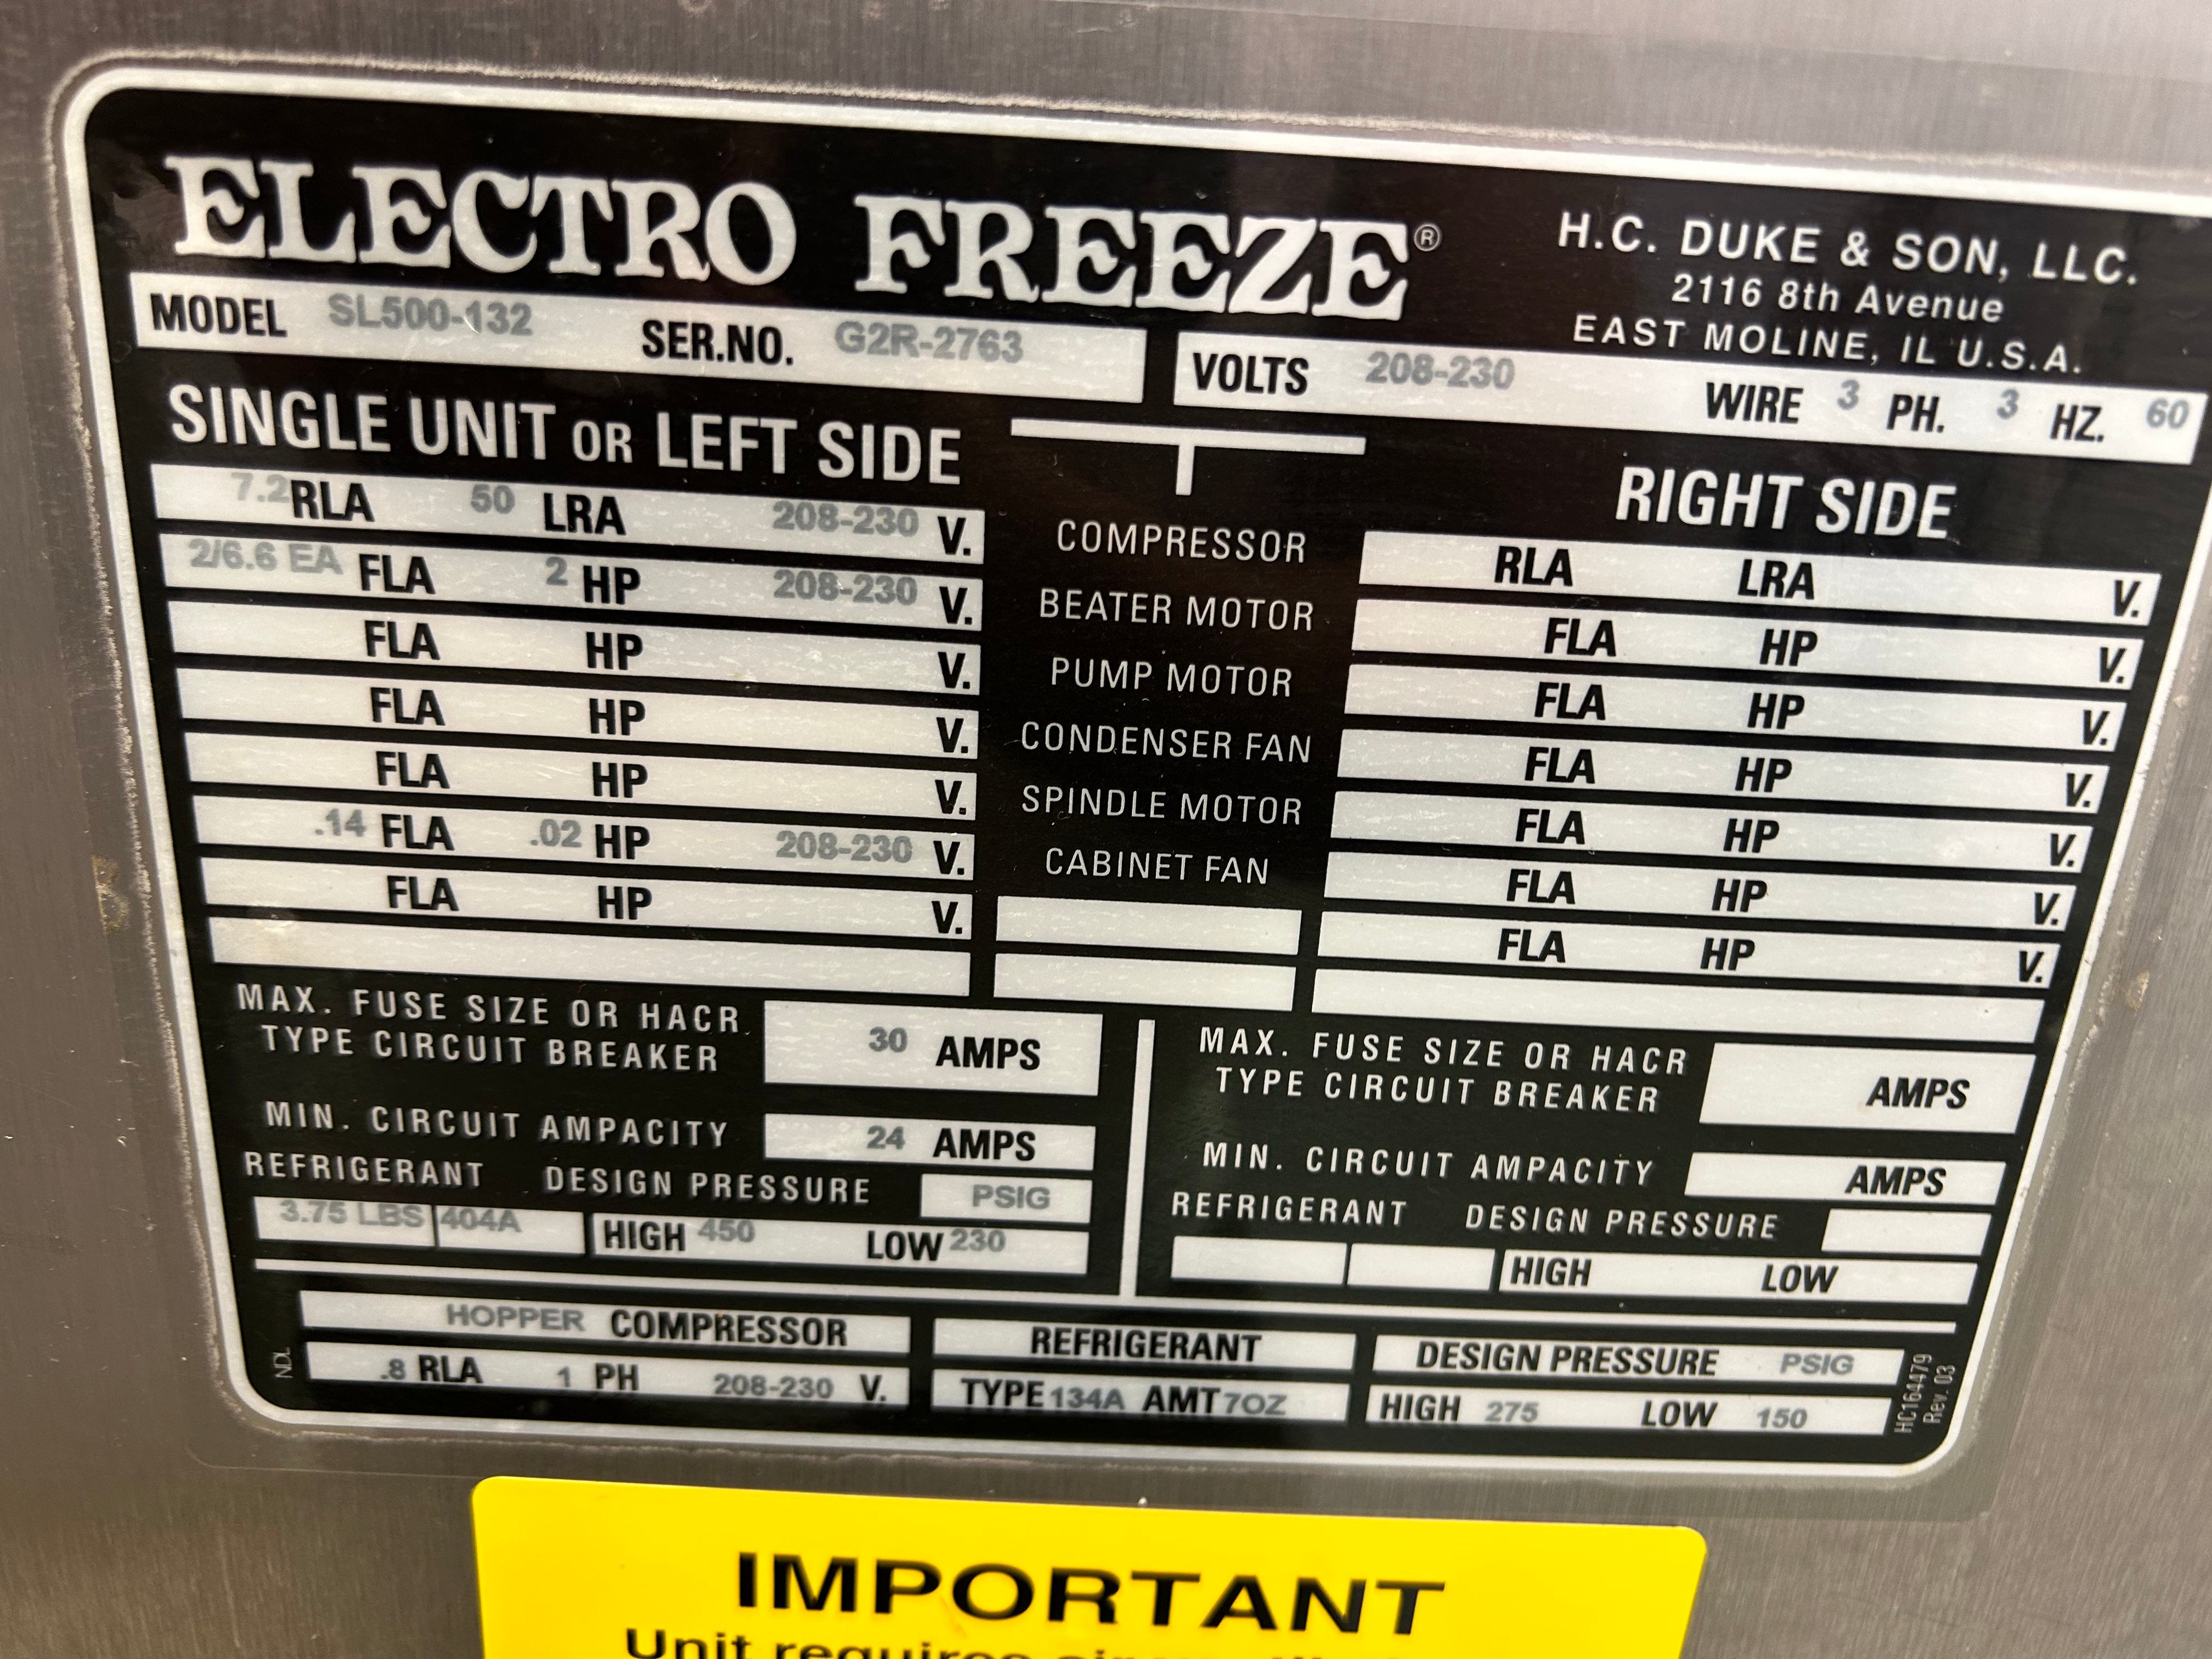 ELECTRO FREEZE®
H.C. DUKE & SON, LLC.
2116 8th Avenue
EAST MOLINE, IL U.S.A.
MODEL SL500-132 SER.NO. G2R-2763
VOLTS 208-230 WIRE 3 PH. 3 HZ. 60
SINGLE UNIT OR LEFT SIDE
RIGHT SIDE
7.2 RLA 50 LRA 208-230 V. COMPRESSOR RLA LRA V.
2/6.6 EA FLA 2 HP 208-230 V. BEATER MOTOR FLA HP V.
FLA HP V. PUMP MOTOR FLA HP V.
FLA HP V. CONDENSER FAN FLA HP V.
FLA HP V. SPINDLE MOTOR FLA HP V.
.14 FLA .02 HP 208-230 V. CABINET FAN FLA HP V.
FLA HP V. FLA HP V.
MAX. FUSE SIZE OR HACR
TYPE CIRCUIT BREAKER
30 AMPS
MIN. CIRCUIT AMPACITY 24 AMPS
REFRIGERANT DESIGN PRESSURE PSIG
3.75 LBS 404A HIGH 450 LOW 230
MAX. FUSE SIZE OR HACR
TYPE CIRCUIT BREAKER
AMPS
MIN. CIRCUIT AMPACITY AMPS
REFRIGERANT DESIGN PRESSURE
HIGH LOW
HOPPER COMPRESSOR REFRIGERANT DESIGN PRESSURE PSIG
.8 RLA 1 PH 208-230 V. TYPE 134A AMT 7OZ HIGH 275 LOW 150
NDL
HC164479
Rev. 03
IMPORTANT
Unit requires